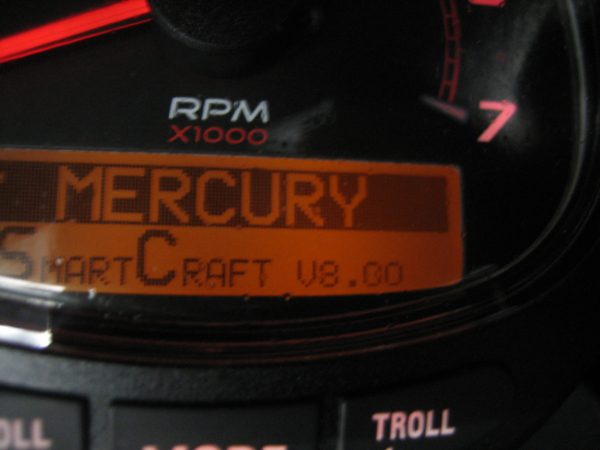 RPM
X1000
7
MERCURY
SMARTCRAFT V8.00
TROLL